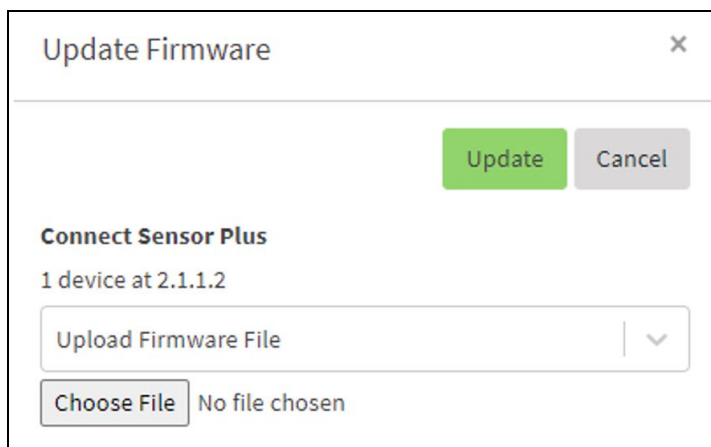 Update Firmware ×
Update Cancel
Connect Sensor Plus
1 device at 2.1.1.2
Upload Firmware File
Choose File No file chosen